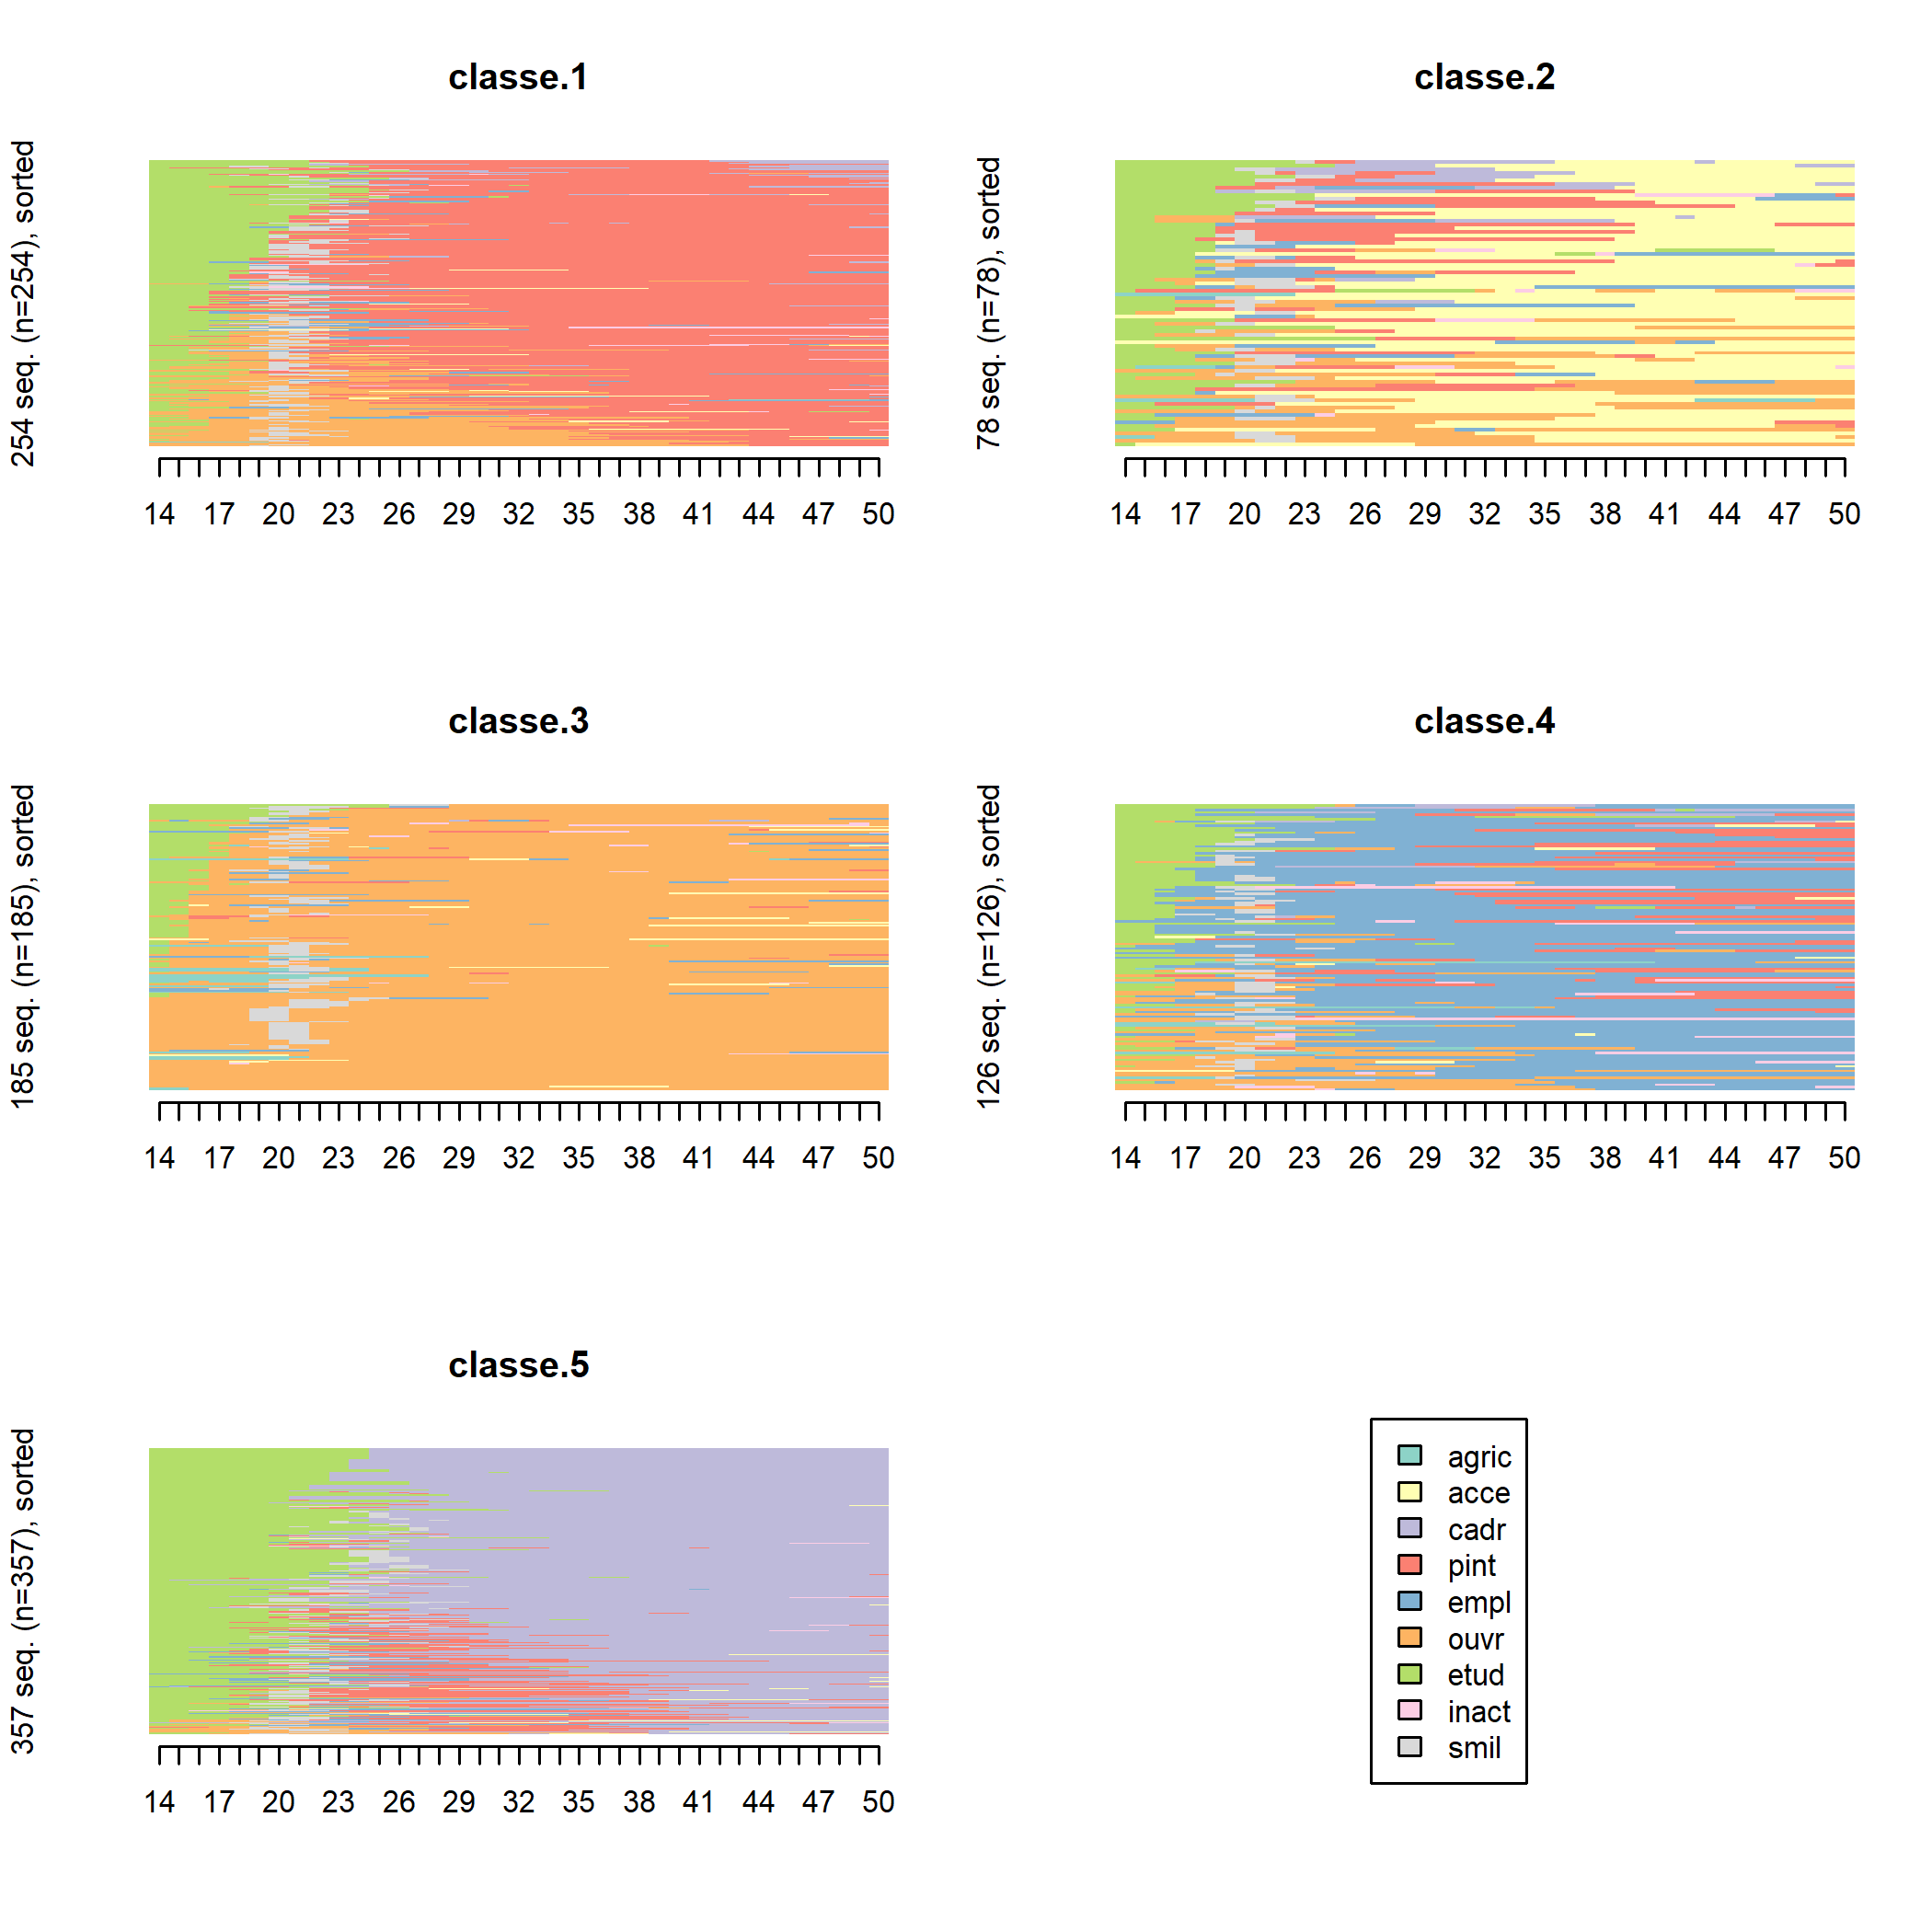 classe.1
254 seq. (n=254), sorted
14 17 20 23 26 29 32 35 38 41 44 47 50
classe.2
78 seq. (n=78), sorted
14 17 20 23 26 29 32 35 38 41 44 47 50
classe.3
185 seq. (n=185), sorted
14 17 20 23 26 29 32 35 38 41 44 47 50
classe.4
126 seq. (n=126), sorted
14 17 20 23 26 29 32 35 38 41 44 47 50
classe.5
357 seq. (n=357), sorted
14 17 20 23 26 29 32 35 38 41 44 47 50
agric
acce
cadr
pint
empl
ouvr
etud
inact
smil